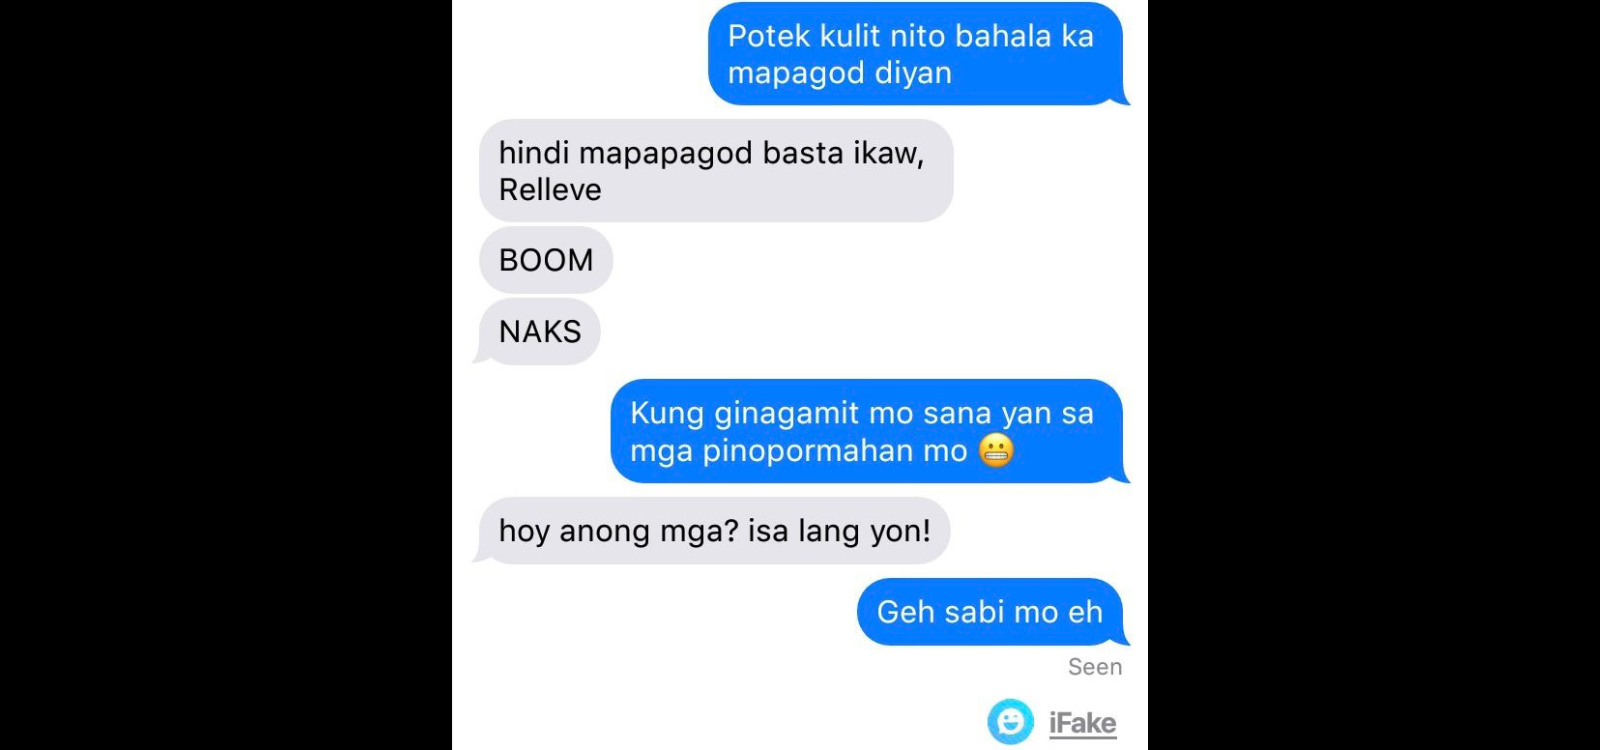 Potek kulit nito bahala ka
mapagod diyan
hindi mapapagod basta ikaw,
Relleve
BOOM
NAKS
Kung ginagamit mo sana yan sa
mga pinopormahan mo 😬
hoy anong mga? isa lang yon!
Geh sabi mo eh
Seen
iFake